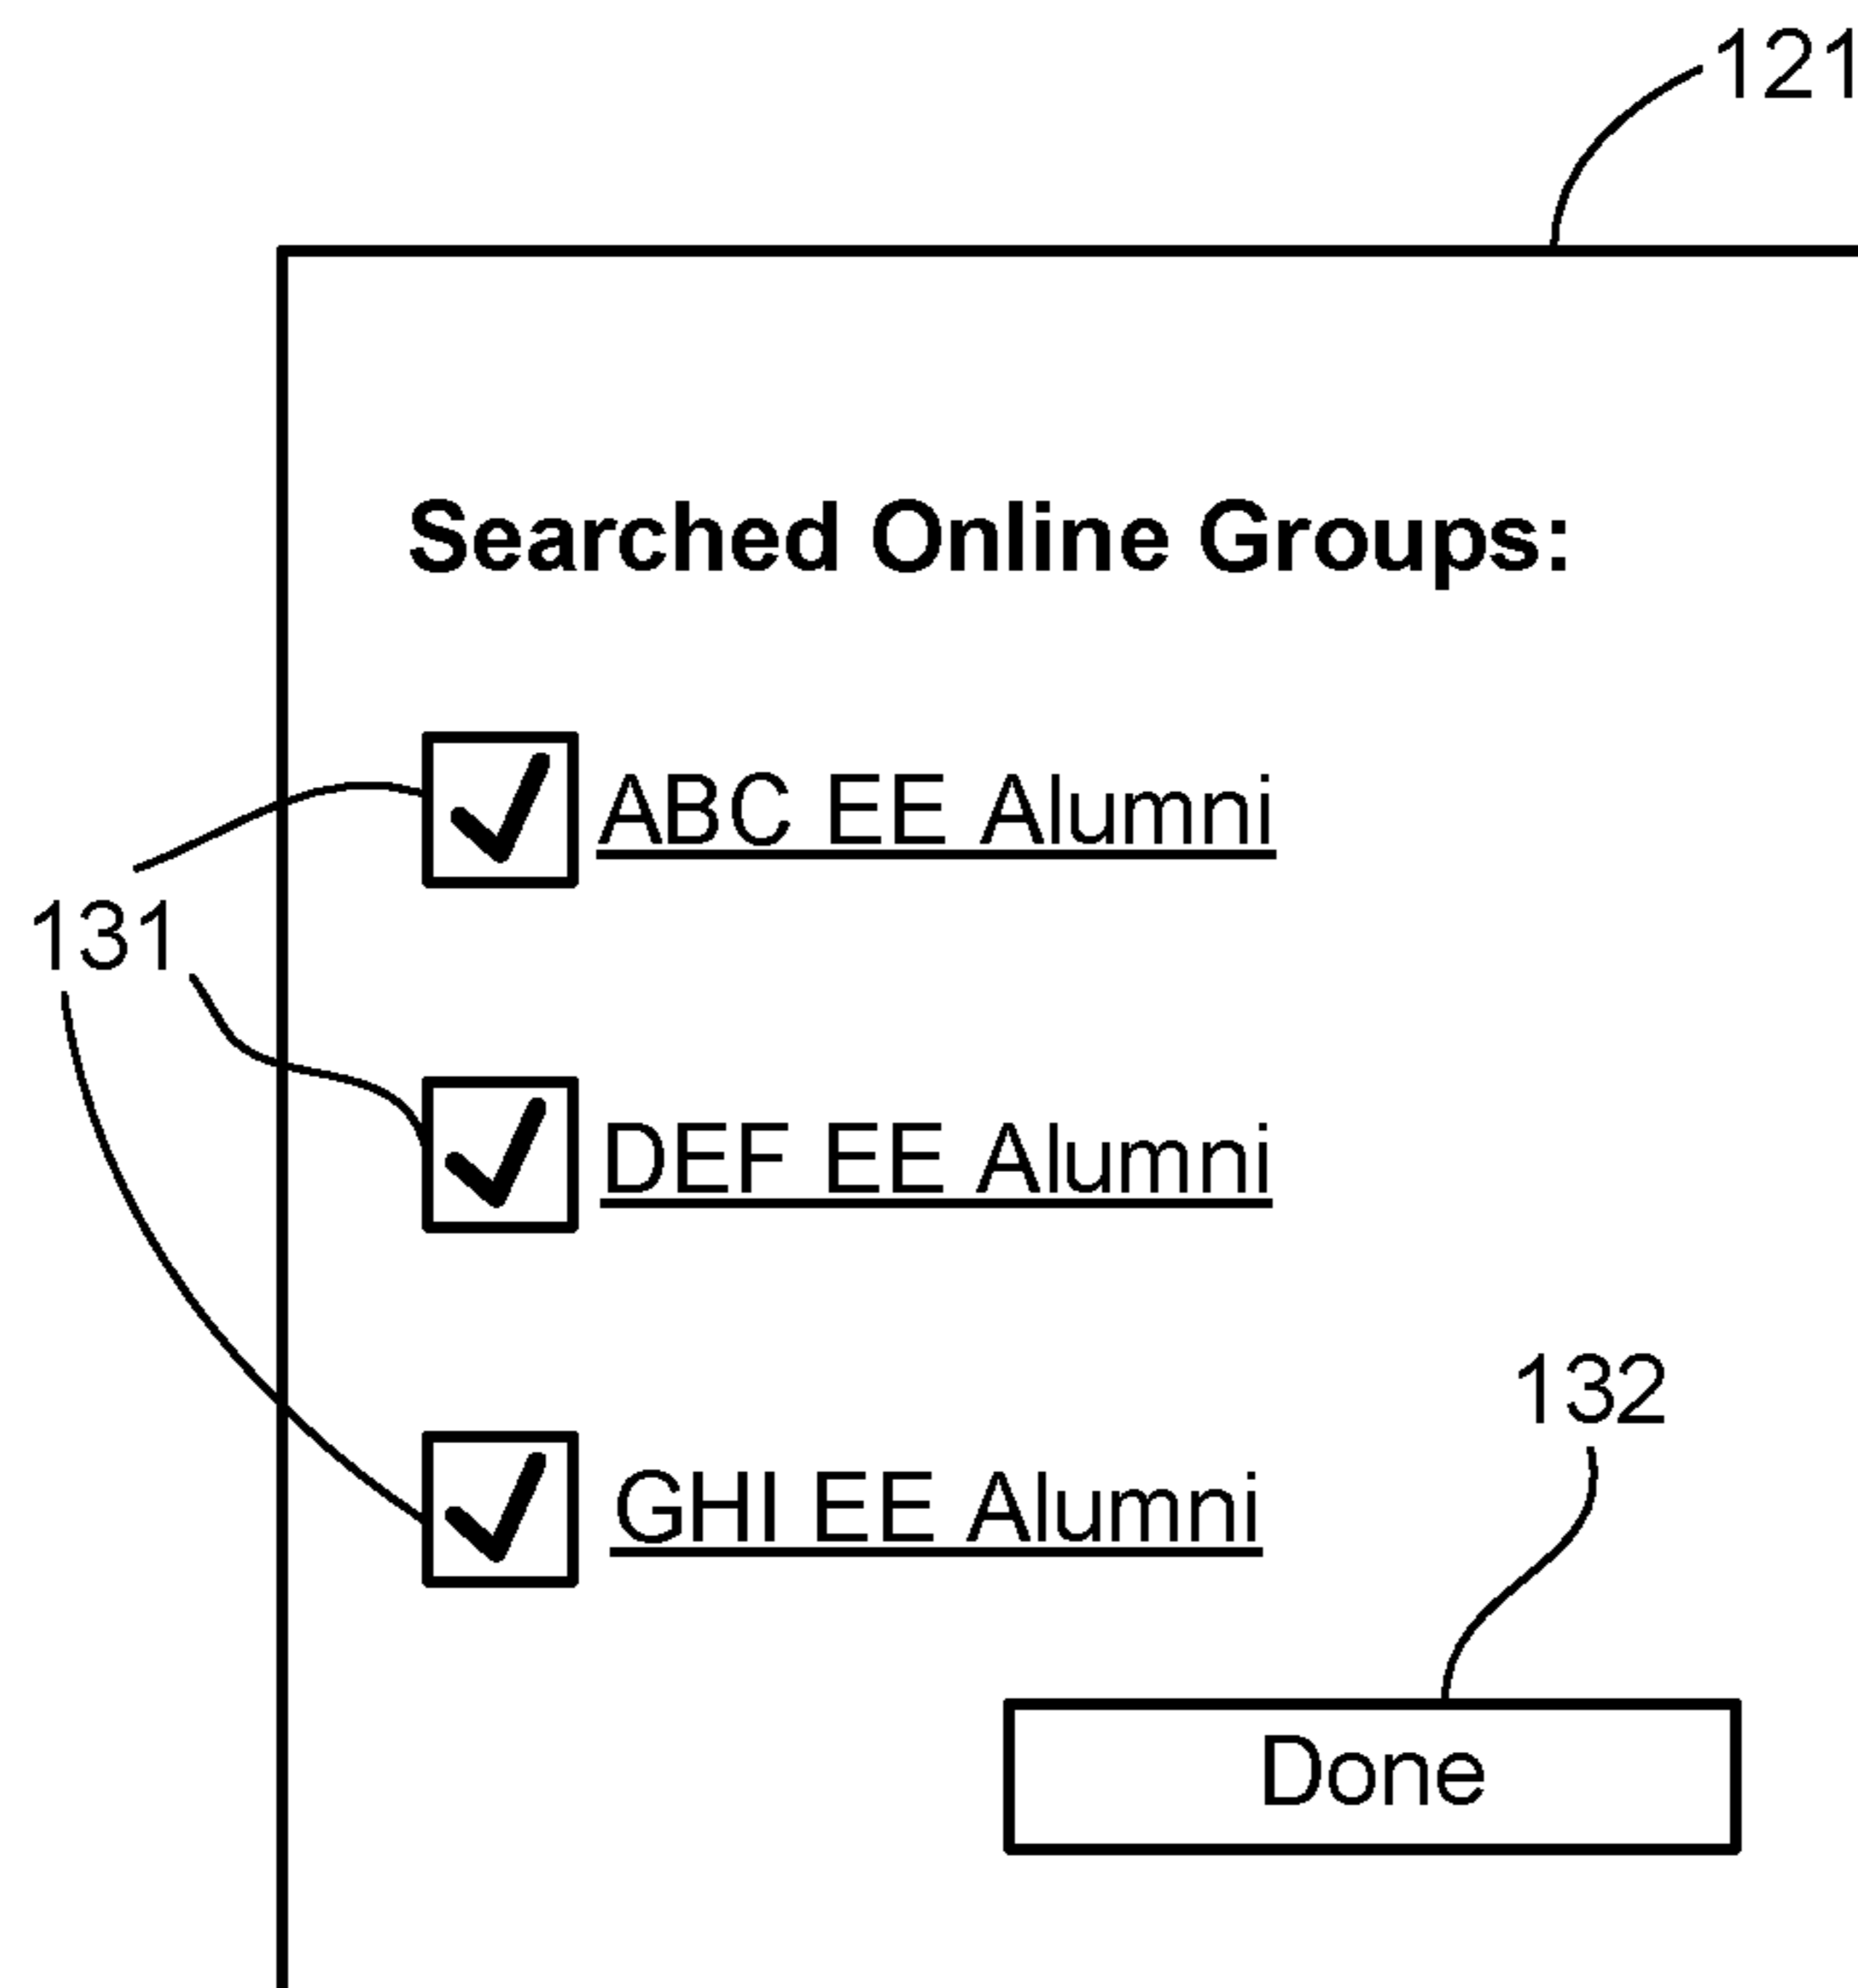 121
Searched Online Groups:
ABC EE Alumni
131
DEF EE Alumni
132
GHI EE Alumni
Done